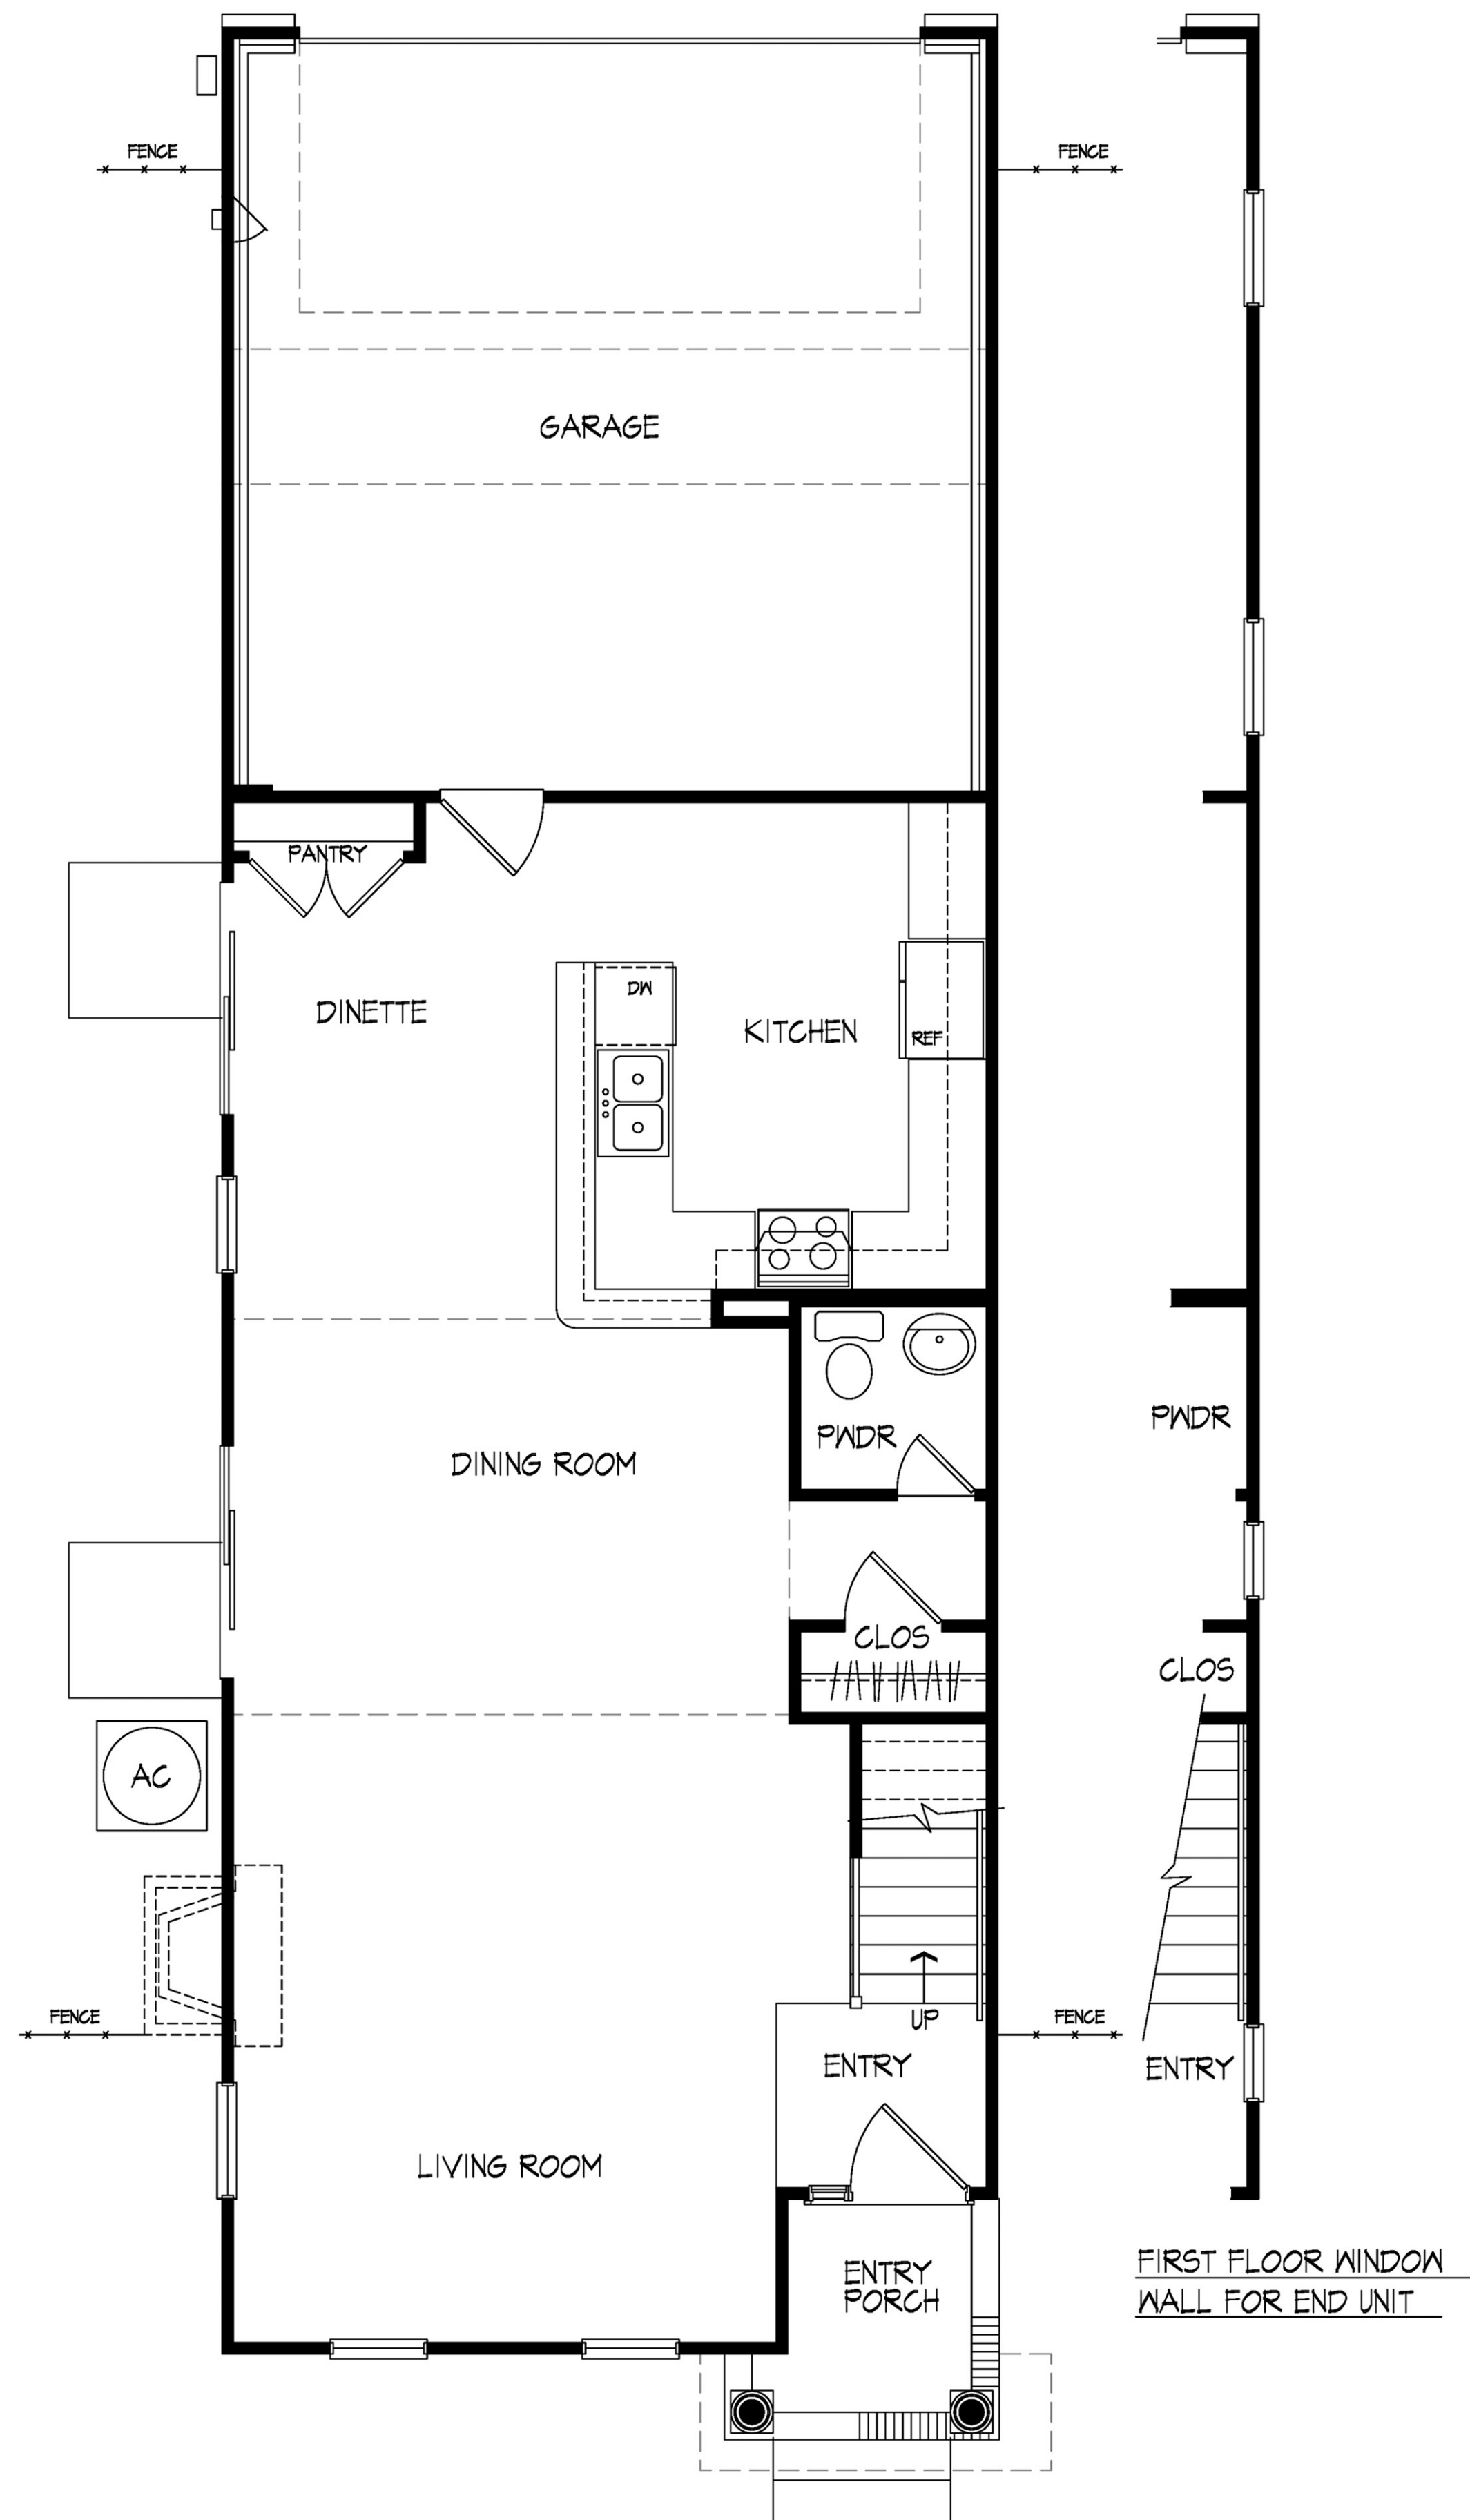 FENCE
FENCE
GARAGE
PANTRY
DINETTE
DW
KITCHEN
REF
PWDR
PWDR
DINING ROOM
CLOS
CLOS
AC
FENCE
UP
FENCE
ENTRY
ENTRY
LIVING ROOM
ENTRY
PORCH
FIRST FLOOR WINDOW
WALL FOR END UNIT